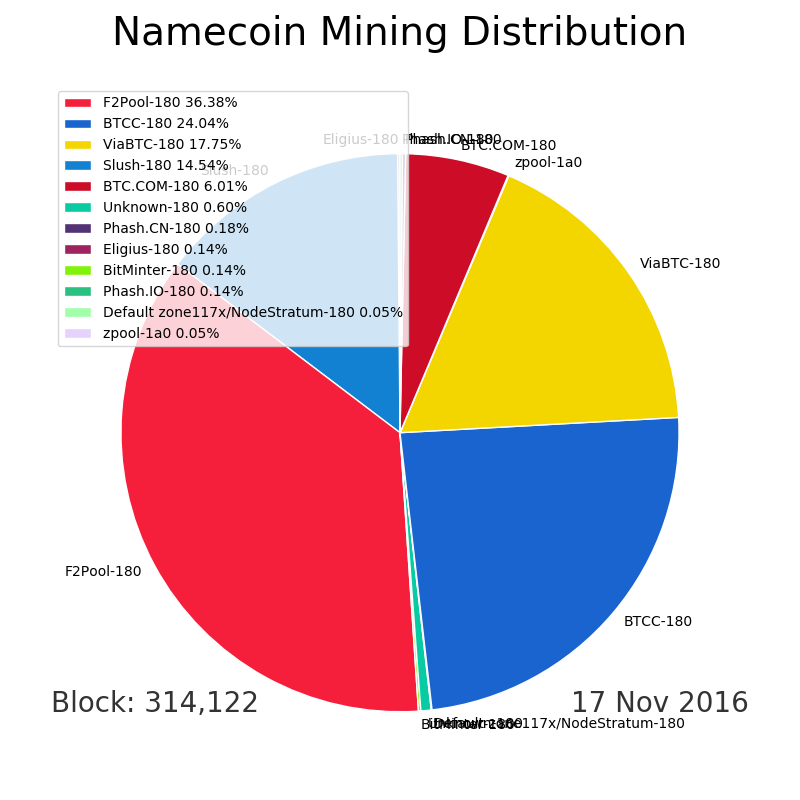 Namecoin Mining Distribution
F2Pool-180 36.38%
BTCC-180 24.04%
ViaBTC-180 17.75%
Slush-180 14.54%
BTC.COM-180 6.01%
Unknown-180 0.60%
Phash.CN-180 0.18%
Eligius-180 0.14%
BitMinter-180 0.14%
Phash.IO-180 0.14%
Default zone117x/NodeStratum-180 0.05%
zpool-1a0 0.05%
Eligius-180
BTC.COM-180
zpool-1a0
Slush-180
ViaBTC-180
F2Pool-180
BTCC-180
Block: 314,122
17 Nov 2016